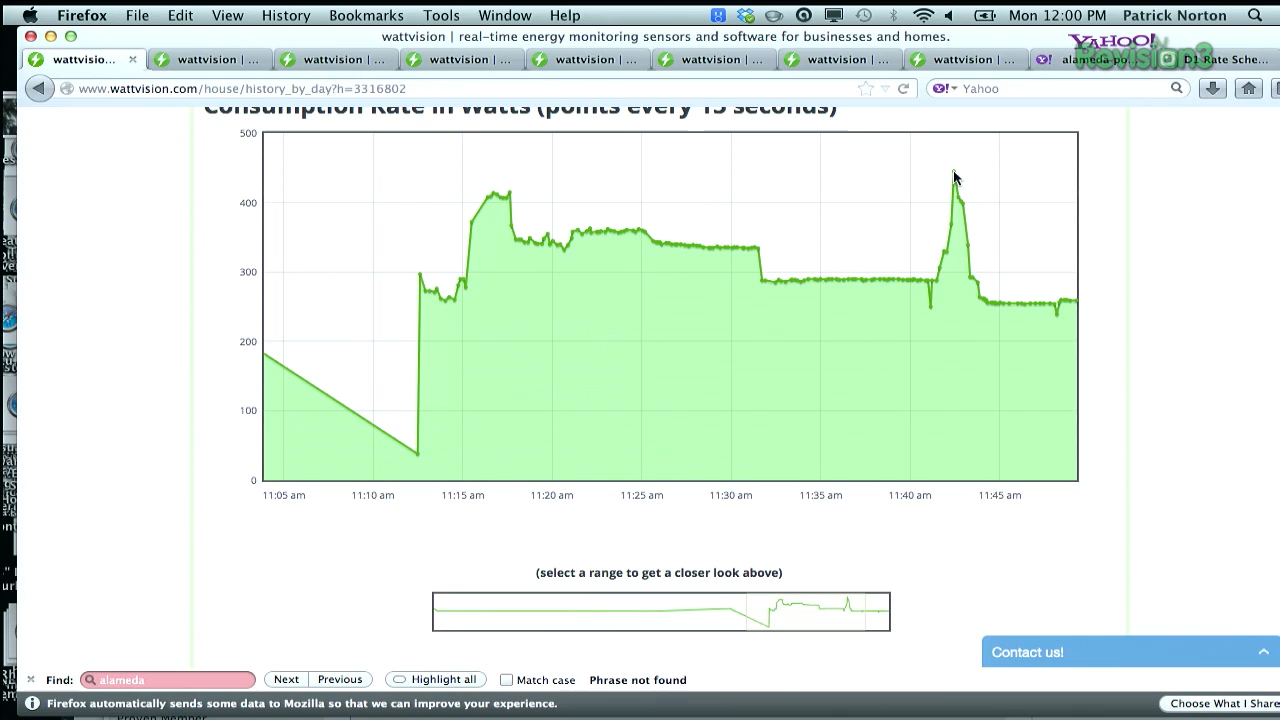 Firefox File Edit View History Bookmarks Tools Window Help Mon 12:00 PM Patrick Norton
wattvision | real-time energy monitoring sensors and software for businesses and homes.
YAHOO!
Revision3
wattvisio... wattvision | ... wattvision | ... wattvision | ... wattvision | ... wattvision | ... wattvision | ... wattvision | ... alameda po D1 Rate Sche...
www.wattvision.com/house/history_by_day?h=3316802 Yahoo
Consumption Rate in Watts (points every 15 seconds)
500
400
300
200
100
0
11:05 am 11:10 am 11:15 am 11:20 am 11:25 am 11:30 am 11:35 am 11:40 am 11:45 am
(select a range to get a closer look above)
Contact us!
Find: alameda Next Previous Highlight all Match case Phrase not found
Firefox automatically sends some data to Mozilla so that we can improve your experience. Choose What I Share
Proven Member